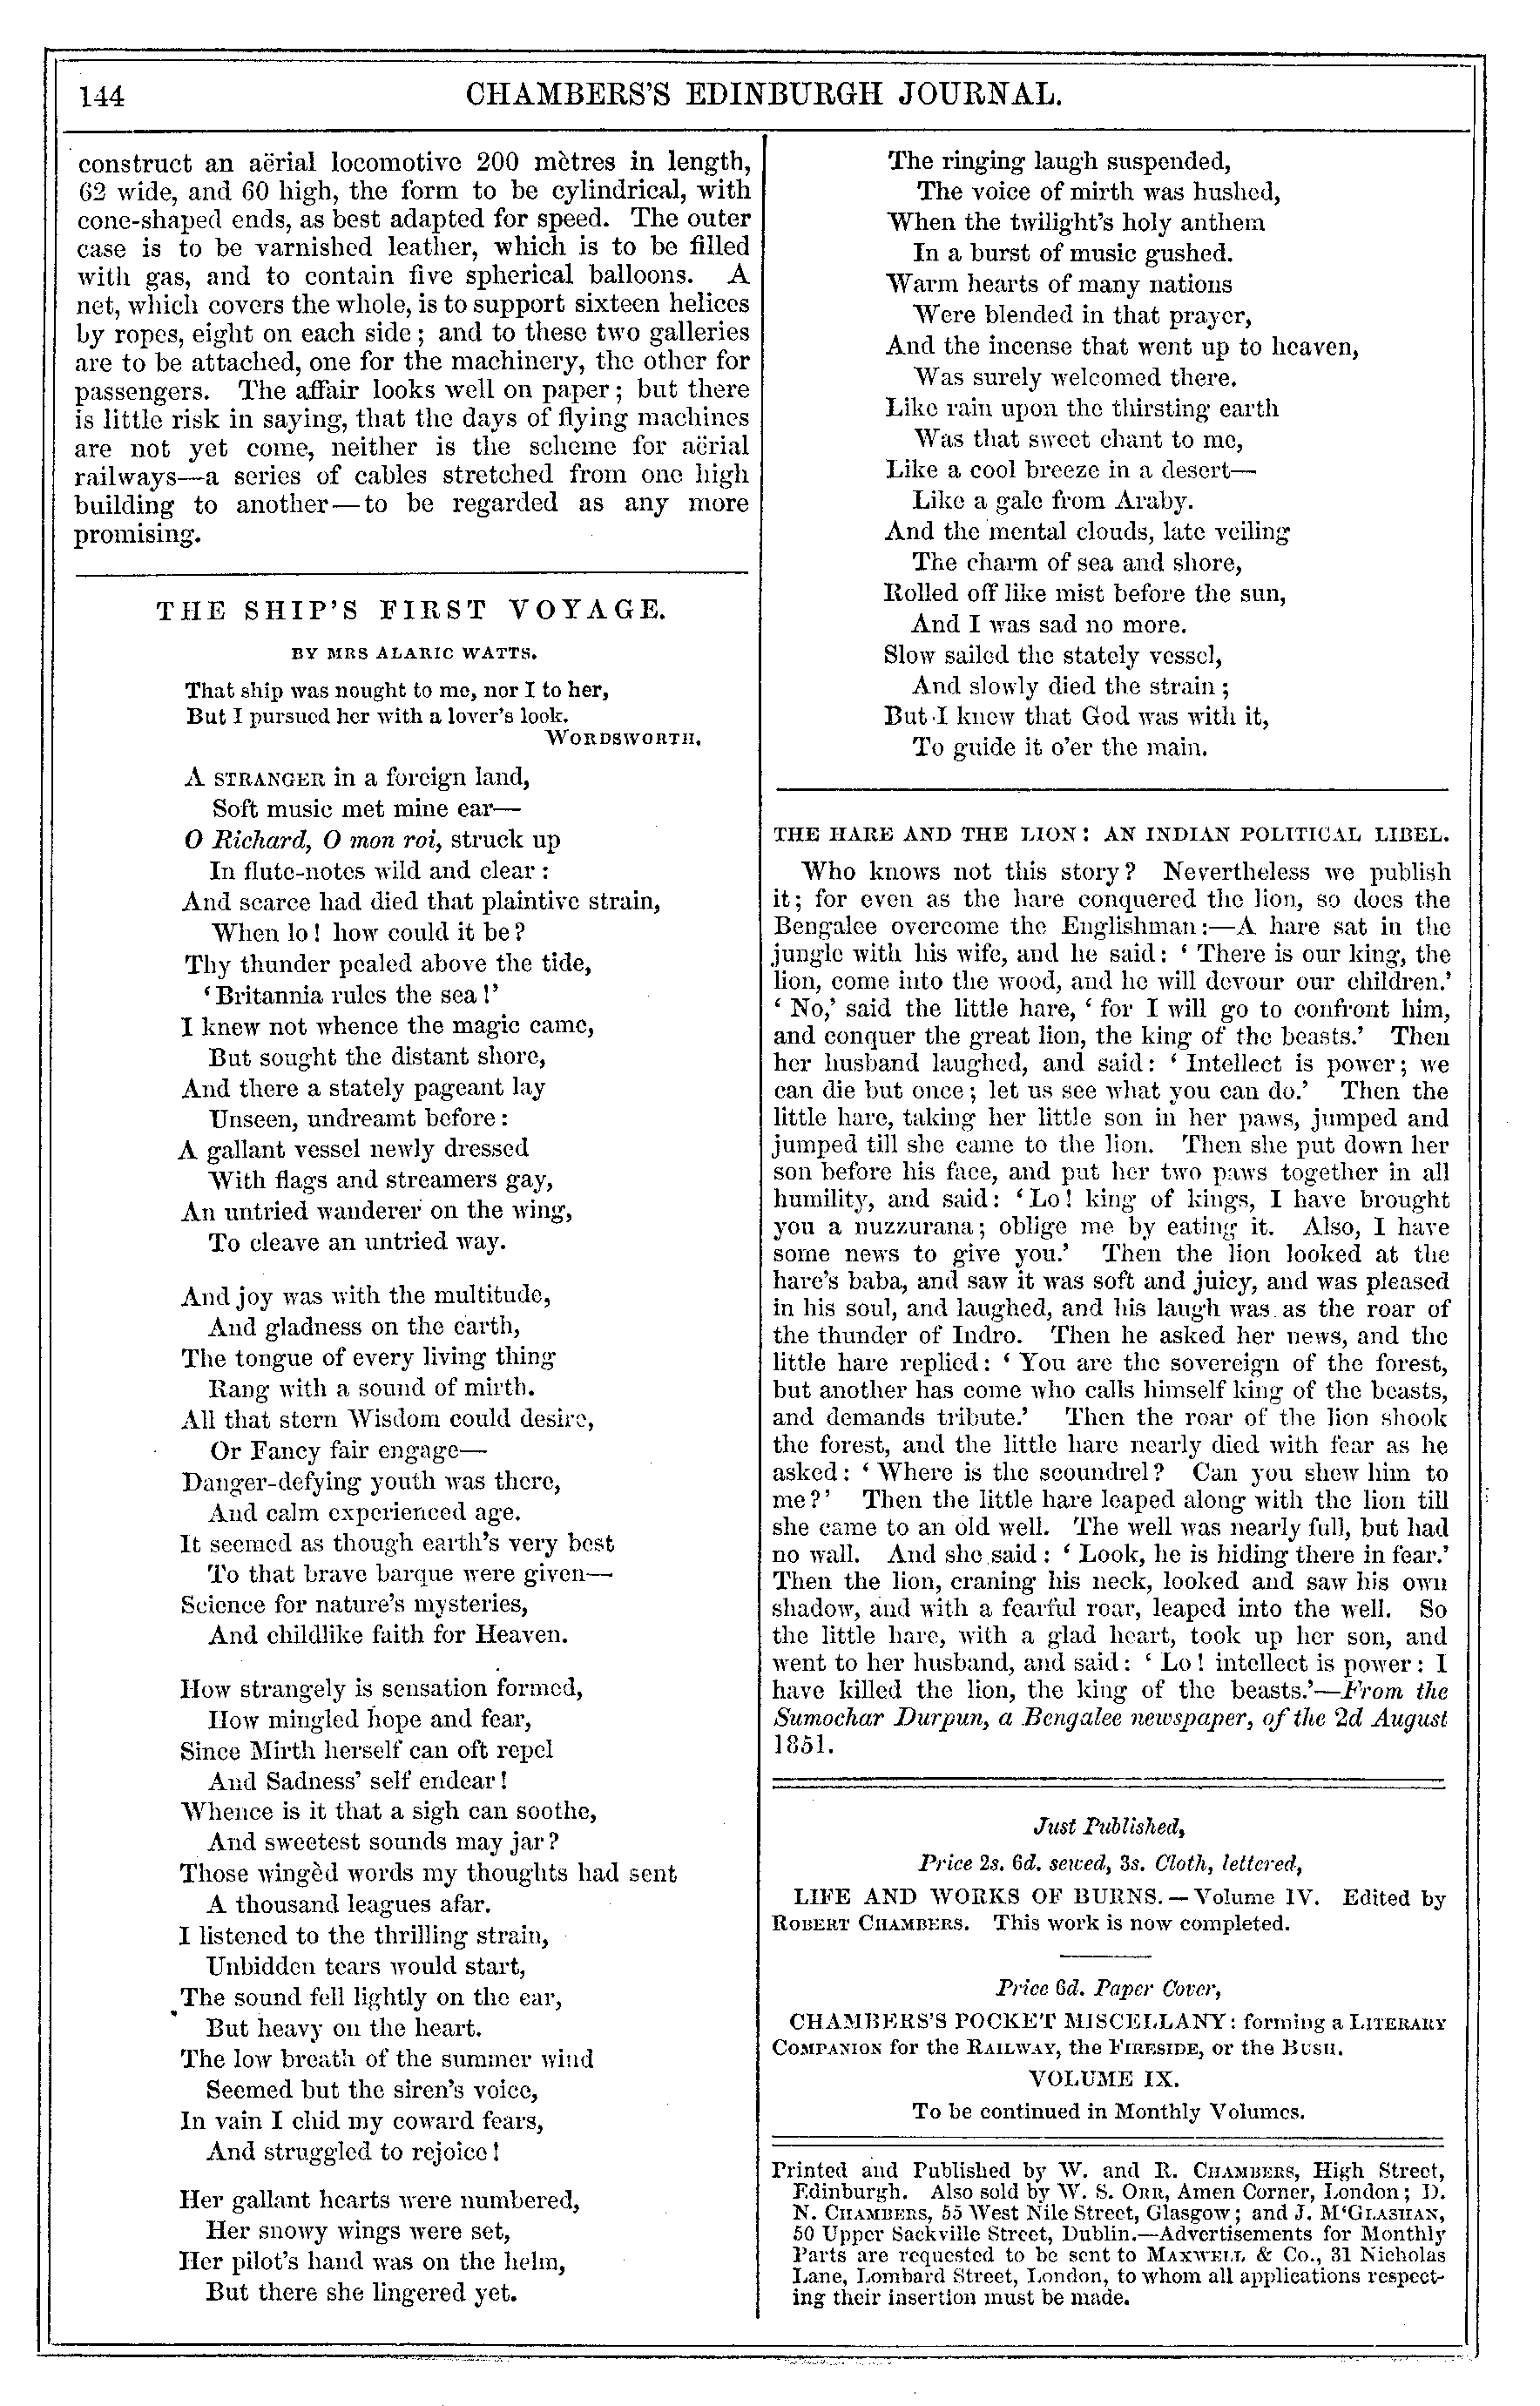 144
CHAMBERS'S EDINBURGH JOURNAL.
construct an aërial locomotive 200 mètres in length,
62 wide, and 60 high, the form to be cylindrical, with
cone-shaped ends, as best adapted for speed. The outer
case is to be varnished leather, which is to be filled
with gas, and to contain five spherical balloons. A
net, which covers the whole, is to support sixteen helices
by ropes, eight on each side; and to these two galleries
are to be attached, one for the machinery, the other for
passengers. The affair looks well on paper; but there
is little risk in saying, that the days of flying machines
are not yet come, neither is the scheme for aërial
railways—a series of cables stretched from one high
building to another—to be regarded as any more
promising.
THE SHIP'S FIRST VOYAGE.
BY MRS ALARIC WATTS.
That ship was nought to me, nor I to her,
But I pursued her with a lover's look.
WORDSWORTH.
A STRANGER in a foreign land,
Soft music met mine ear—
O Richard, O mon roi, struck up
In flute-notes wild and clear:
And scarce had died that plaintive strain,
When lo! how could it be?
Thy thunder pealed above the tide,
'Britannia rules the sea!'
I knew not whence the magic came,
But sought the distant shore,
And there a stately pageant lay
Unseen, undreamt before:
A gallant vessel newly dressed
With flags and streamers gay,
An untried wanderer on the wing,
To cleave an untried way.
And joy was with the multitude,
And gladness on the earth,
The tongue of every living thing
Rang with a sound of mirth.
All that stern Wisdom could desire,
Or Fancy fair engage—
Danger-defying youth was there,
And calm experienced age.
It seemed as though earth's very best
To that brave barque were given—
Science for nature's mysteries,
And childlike faith for Heaven.
How strangely is sensation formed,
How mingled hope and fear,
Since Mirth herself can oft repel
And Sadness' self endear!
Whence is it that a sigh can soothe,
And sweetest sounds may jar?
Those wingèd words my thoughts had sent
A thousand leagues afar.
I listened to the thrilling strain,
Unbidden tears would start,
The sound fell lightly on the ear,
But heavy on the heart.
The low breath of the summer wind
Seemed but the siren's voice,
In vain I chid my coward fears,
And struggled to rejoice!
Her gallant hearts were numbered,
Her snowy wings were set,
Her pilot's hand was on the helm,
But there she lingered yet.
The ringing laugh suspended,
The voice of mirth was hushed,
When the twilight's holy anthem
In a burst of music gushed.
Warm hearts of many nations
Were blended in that prayer,
And the incense that went up to heaven,
Was surely welcomed there.
Like rain upon the thirsting earth
Was that sweet chant to me,
Like a cool breeze in a desert—
Like a gale from Araby.
And the mental clouds, late veiling
The charm of sea and shore,
Rolled off like mist before the sun,
And I was sad no more.
Slow sailed the stately vessel,
And slowly died the strain;
But I knew that God was with it,
To guide it o'er the main.
THE HARE AND THE LION: AN INDIAN POLITICAL LIBEL.
Who knows not this story? Nevertheless we publish
it; for even as the hare conquered the lion, so does the
Bengalee overcome the Englishman:—A hare sat in the
jungle with his wife, and he said: 'There is our king, the
lion, come into the wood, and he will devour our children.'
'No,' said the little hare, 'for I will go to confront him,
and conquer the great lion, the king of the beasts.' Then
her husband laughed, and said: 'Intellect is power; we
can die but once; let us see what you can do.' Then the
little hare, taking her little son in her paws, jumped and
jumped till she came to the lion. Then she put down her
son before his face, and put her two paws together in all
humility, and said: 'Lo! king of kings, I have brought
you a nuzzurana; oblige me by eating it. Also, I have
some news to give you.' Then the lion looked at the
hare's baba, and saw it was soft and juicy, and was pleased
in his soul, and laughed, and his laugh was as the roar of
the thunder of Indro. Then he asked her news, and the
little hare replied: 'You are the sovereign of the forest,
but another has come who calls himself king of the beasts,
and demands tribute.' Then the roar of the lion shook
the forest, and the little hare nearly died with fear as he
asked: 'Where is the scoundrel? Can you shew him to
me?' Then the little hare leaped along with the lion till
she came to an old well. The well was nearly full, but had
no wall. And she said: 'Look, he is hiding there in fear.'
Then the lion, craning his neck, looked and saw his own
shadow, and with a fearful roar, leaped into the well. So
the little hare, with a glad heart, took up her son, and
went to her husband, and said: 'Lo! intellect is power: I
have killed the lion, the king of the beasts.'—From the
Sumochar Durpun, a Bengalee newspaper, of the 2d August
1851.
Just Published,
Price 2s. 6d. sewed, 3s. Cloth, lettered,
LIFE AND WORKS OF BURNS.—Volume IV. Edited by
ROBERT CHAMBERS. This work is now completed.
Price 6d. Paper Cover,
CHAMBERS'S POCKET MISCELLANY: forming a LITERARY
COMPANION for the RAILWAY, the FIRESIDE, or the BUSH.
VOLUME IX.
To be continued in Monthly Volumes.
Printed and Published by W. and R. CHAMBERS, High Street,
Edinburgh. Also sold by W. S. ORR, Amen Corner, London; D.
N. CHAMBERS, 55 West Nile Street, Glasgow; and J. M'GLASHAN,
50 Upper Sackville Street, Dublin.—Advertisements for Monthly
Parts are requested to be sent to MAXWELL & Co., 31 Nicholas
Lane, Lombard Street, London, to whom all applications respect-
ing their insertion must be made.